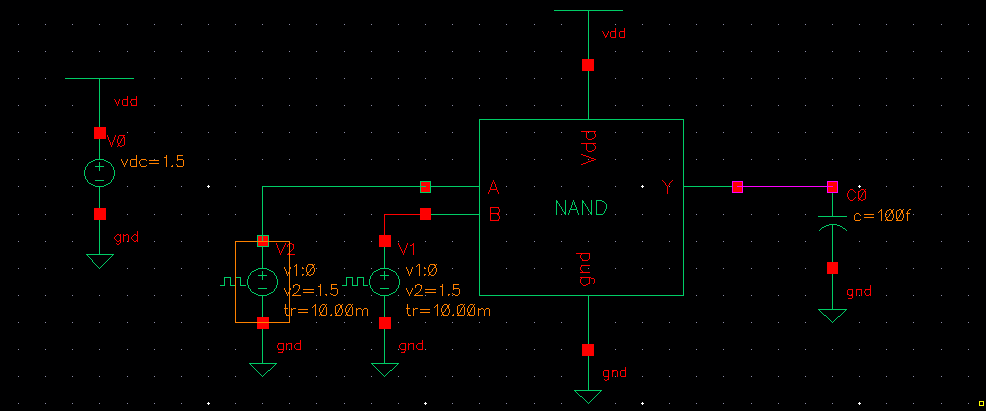 vdd
V0
vdc=1.5
gnd
V2
v1:0
v2=1.5
tr=10.00m
gnd
V1
v1:0
v2=1.5
tr=10.00m
gnd
vdd
Vdd
A
B
NAND
Y
gnd
gnd
C0
c=100f
gnd